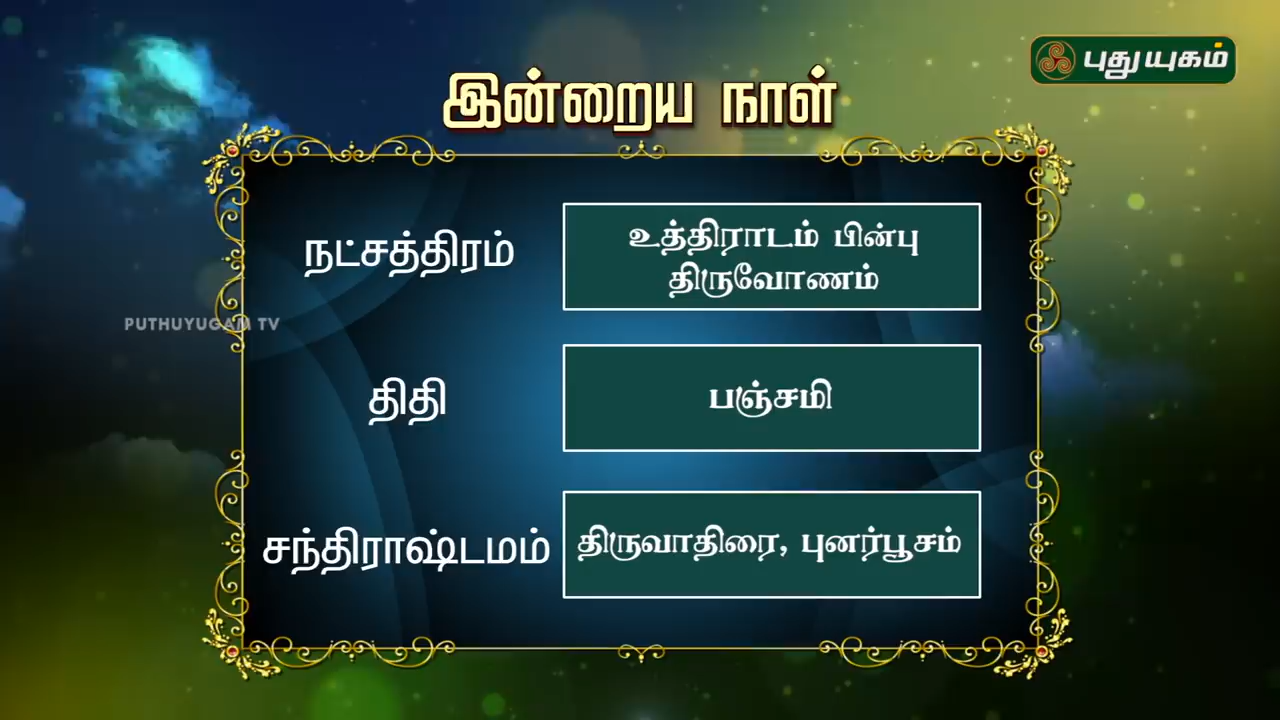 புதுயுகம்
இன்றைய நாள்
நட்சத்திரம்
உத்திராடம் பின்பு
திருவோணம்
PUTHUYUGAM TV
திதி
பஞ்சமி
சந்திராஷ்டமம்
திருவாதிரை, புனர்பூசம்